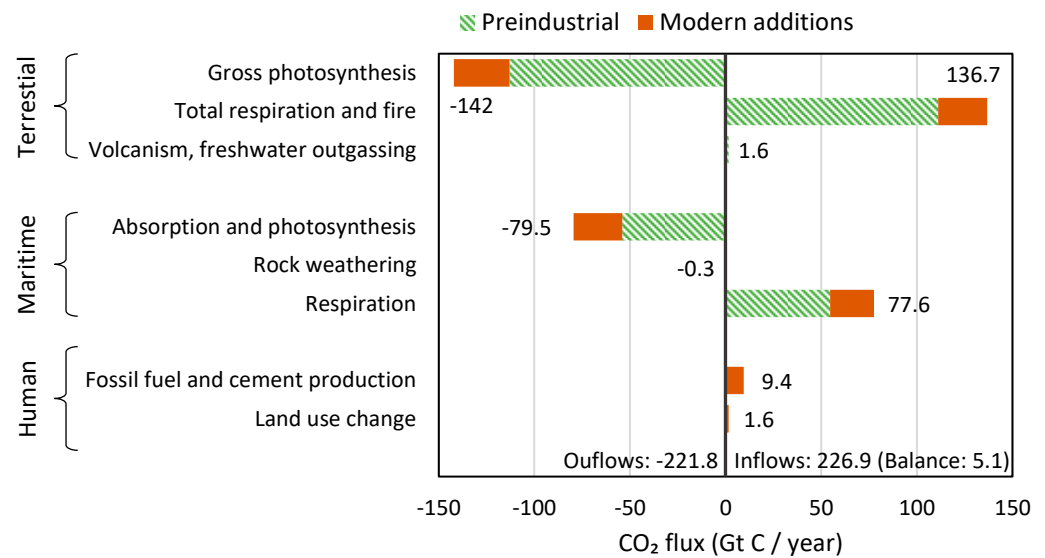 Preindustrial
Modern additions
Terrestial
Gross photosynthesis
-142
136.7
Total respiration and fire
Volcanism, freshwater outgassing
1.6
Maritime
Absorption and photosynthesis
-79.5
Rock weathering
-0.3
Respiration
77.6
Human
Fossil fuel and cement production
9.4
Land use change
1.6
Ouflows: -221.8
Inflows: 226.9 (Balance: 5.1)
-150
-100
-50
0
50
100
150
CO₂ flux (Gt C / year)